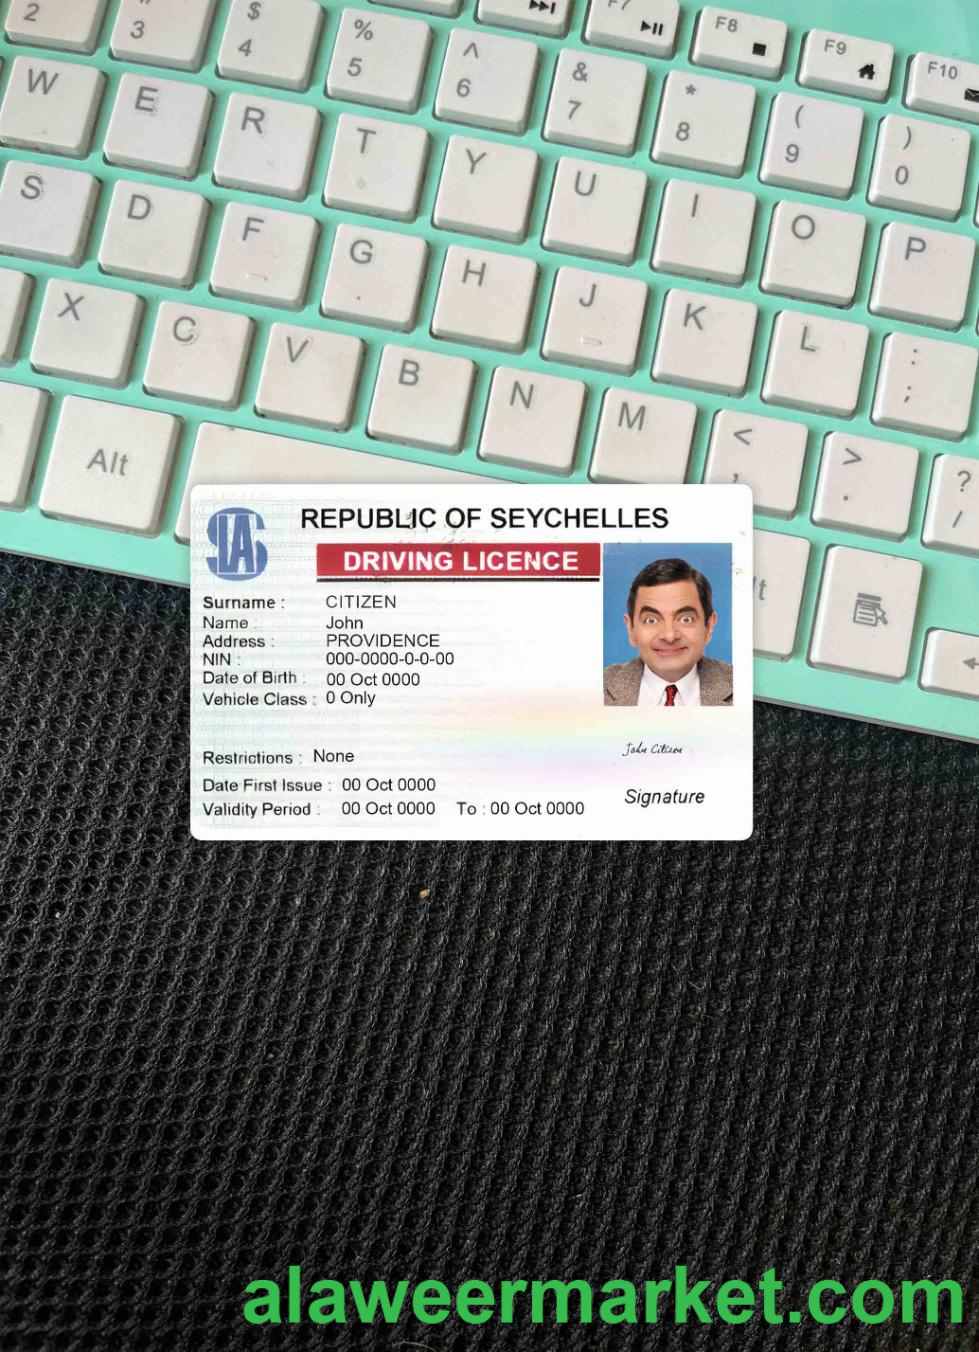 2 3 $ 4 % 5 ^ 6 & 7 * 8 ( 9 ) 0
F7 F8 F9 F10
W E R T Y U I O P
S D F G H J K L : ;
X C V B N M < , > . ? /
Alt
SLA
REPUBLIC OF SEYCHELLES
DRIVING LICENCE
Surname : CITIZEN
Name : John
Address : PROVIDENCE
NIN : 000-0000-0-0-00
Date of Birth : 00 Oct 0000
Vehicle Class : 0 Only
Restrictions : None
John Citizen
Date First Issue : 00 Oct 0000
Signature
Validity Period : 00 Oct 0000 To : 00 Oct 0000
alaweermarket.com